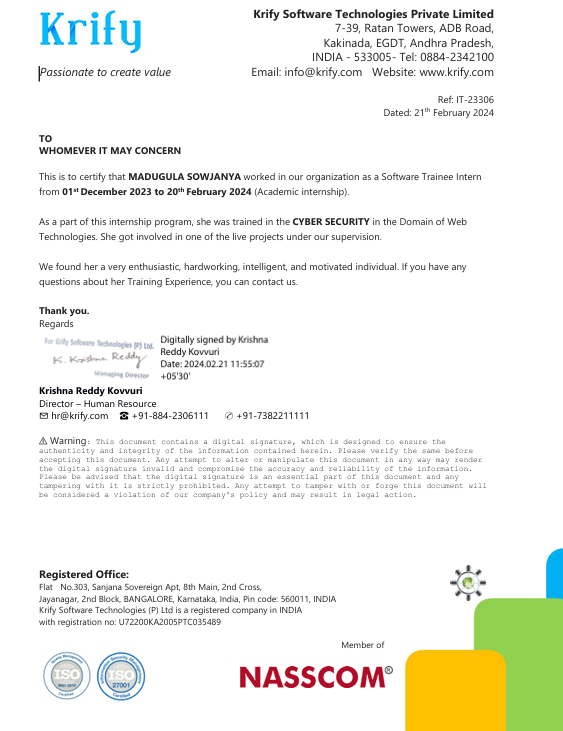 Krify
Passionate to create value
Krify Software Technologies Private Limited
7-39, Ratan Towers, ADB Road,
Kakinada, EGDT, Andhra Pradesh,
INDIA - 533005- Tel: 0884-2342100
Email: info@krify.com Website: www.krify.com
Ref: IT-23306
Dated: 21th February 2024
TO
WHOMEVER IT MAY CONCERN
This is to certify that MADUGULA SOWJANYA worked in our organization as a Software Trainee Intern
from 01st December 2023 to 20th February 2024 (Academic internship).
As a part of this internship program, she was trained in the CYBER SECURITY in the Domain of Web
Technologies. She got involved in one of the live projects under our supervision.
We found her a very enthusiastic, hardworking, intelligent, and motivated individual. If you have any
questions about her Training Experience, you can contact us.
Thank you.
Regards
For Krify Software Technologies (P) Ltd.
K. Krishna Reddy
Managing Director
Digitally signed by Krishna
Reddy Kovvuri
Date: 2024.02.21 11:55:07
+05'30'
Krishna Reddy Kovvuri
Director – Human Resource
hr@krify.com +91-884-2306111 +91-7382211111
Warning: This document contains a digital signature, which is designed to ensure the
authenticity and integrity of the information contained herein. Please verify the same before
accepting this document. Any attempt to alter or manipulate this document in any way may render
the digital signature invalid and compromise the accuracy and reliability of the information.
Please be advised that the digital signature is an essential part of this document and any
tampering with it is strictly prohibited. Any attempt to tamper with or forge this document will
be considered a violation of our company's policy and may result in legal action.
Registered Office:
Flat No.303, Sanjana Sovereign Apt, 8th Main, 2nd Cross,
Jayanagar, 2nd Block, BANGALORE, Karnataka, India, Pin code: 560011, INDIA
Krify Software Technologies (P) Ltd is a registered company in INDIA
with registration no: U72200KA2005PTC035489
Member of
NASSCOM®
ISO
Certified
ISO
27001
Certified